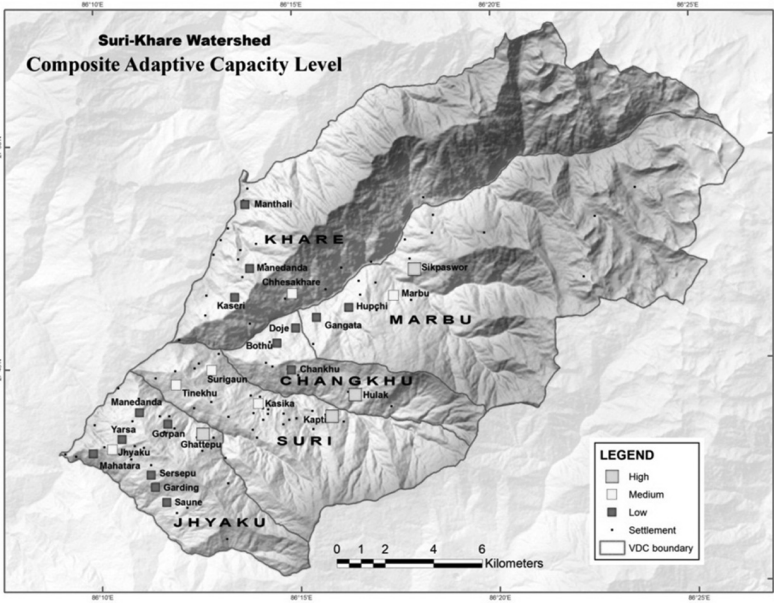 86°10'E 86°15'E 86°20'E 86°25'E
Suri-Khare Watershed
Composite Adaptive Capacity Level
Manthali
KHARE
Manedanda
Sikpaswor
Chhesakhare
Marbu
Kaseri
Hupchi
MARBU
Gangata
Doje
Bothu
Chankhu
Surigaun
CHANGKHU
Tinekhu
Hulak
Manedanda
Kasika
Kapti
Yarsa
Gorpan
Ghattepu
SURI
Jhyaku
Mahatara
Sersepu
Garding
Saune
JHYAKU
LEGEND
High
Medium
Low
Settlement
VDC boundary
0 1 2 4 6
Kilometers
86°10'E 86°15'E 86°20'E 86°25'E